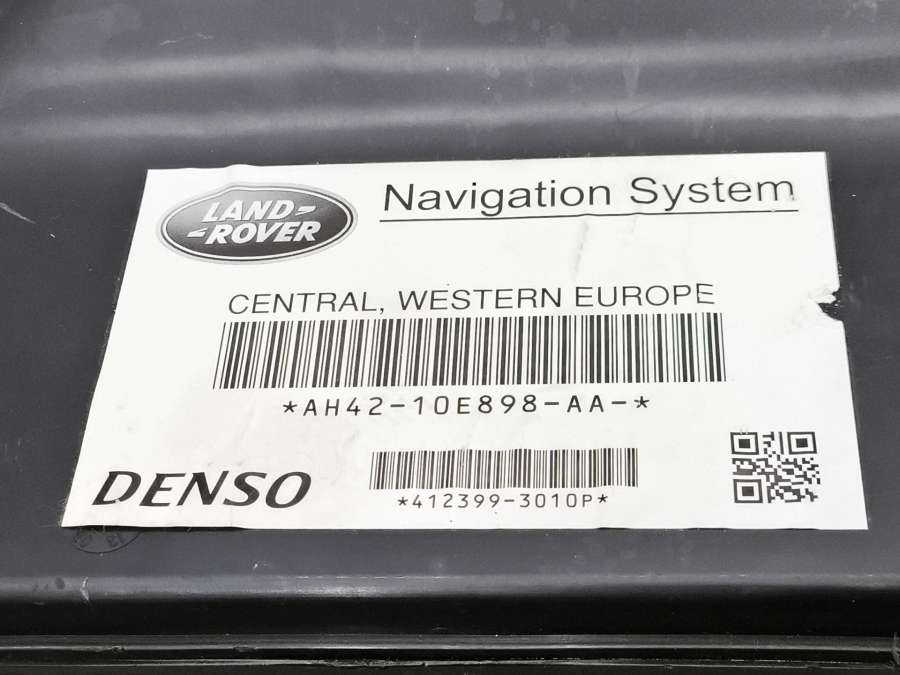 LAND-
-ROVER
Navigation System
CENTRAL, WESTERN EUROPE
*AH42-10E898-AA-*
DENSO
*412399-3010P*